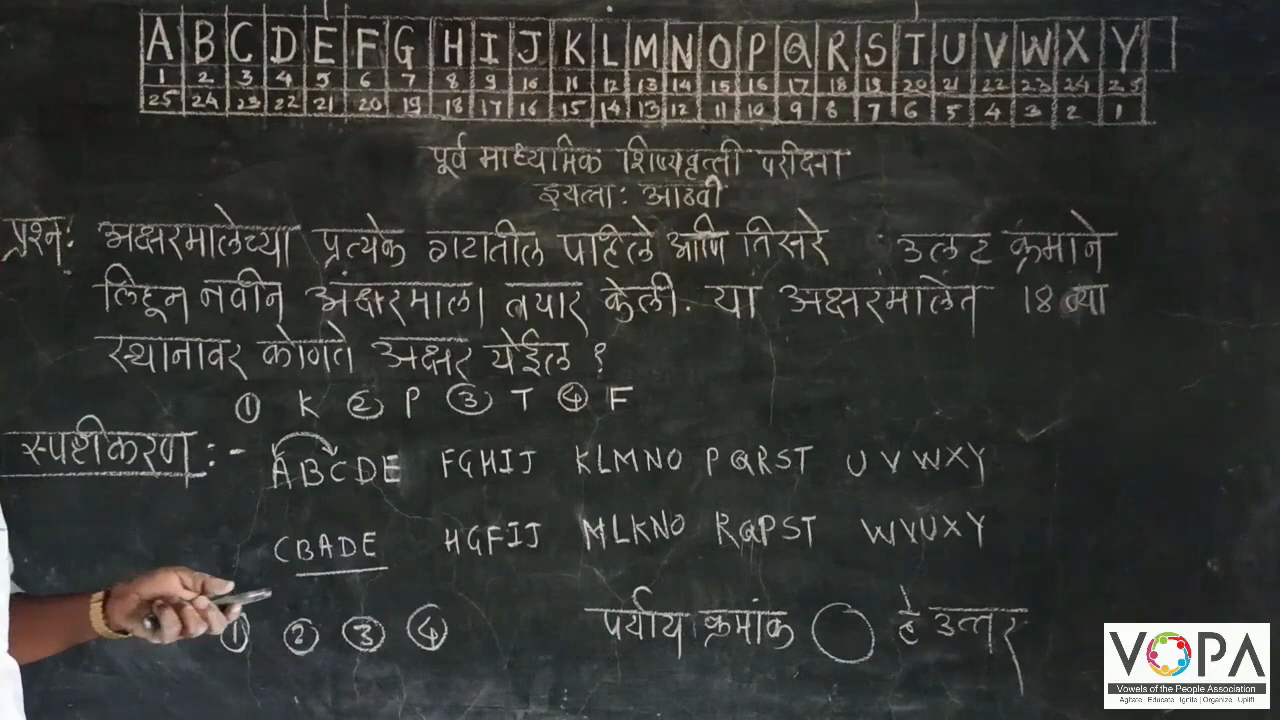 A B C D E F G H I J K L M N O P Q R S T U V W X Y
1 2 3 4 5 6 7 8 9 10 11 12 13 14 15 16 17 18 19 20 21 22 23 24 25
25 24 23 22 21 20 19 18 17 16 15 14 13 12 11 10 9 8 7 6 5 4 3 2 1
पूर्व माध्यमिक शिष्यवृत्ती परीक्षा
इयत्ता: आठवी
प्रश्न: अक्षरमालेच्या प्रत्येक गटातील पहिले आणि तिसरे उलट क्रमाने
लिहून नवीन अक्षरमाला तयार केली. या अक्षरमालेत 18 व्या
स्थानावर कोणते अक्षर येईल ?
① K ② P ③ T ④ F
स्पष्टीकरण :- ABCDE FGHIJ KLMNO PQRST UVWXY
CBADE HGFIJ MLKNO RQPST WVUXY
① ② ③ ④ पर्याय क्रमांक ◯ हे उत्तर
VOPA
Vowels of the People Association
Agitate | Educate | Ignite | Organize | Uplift